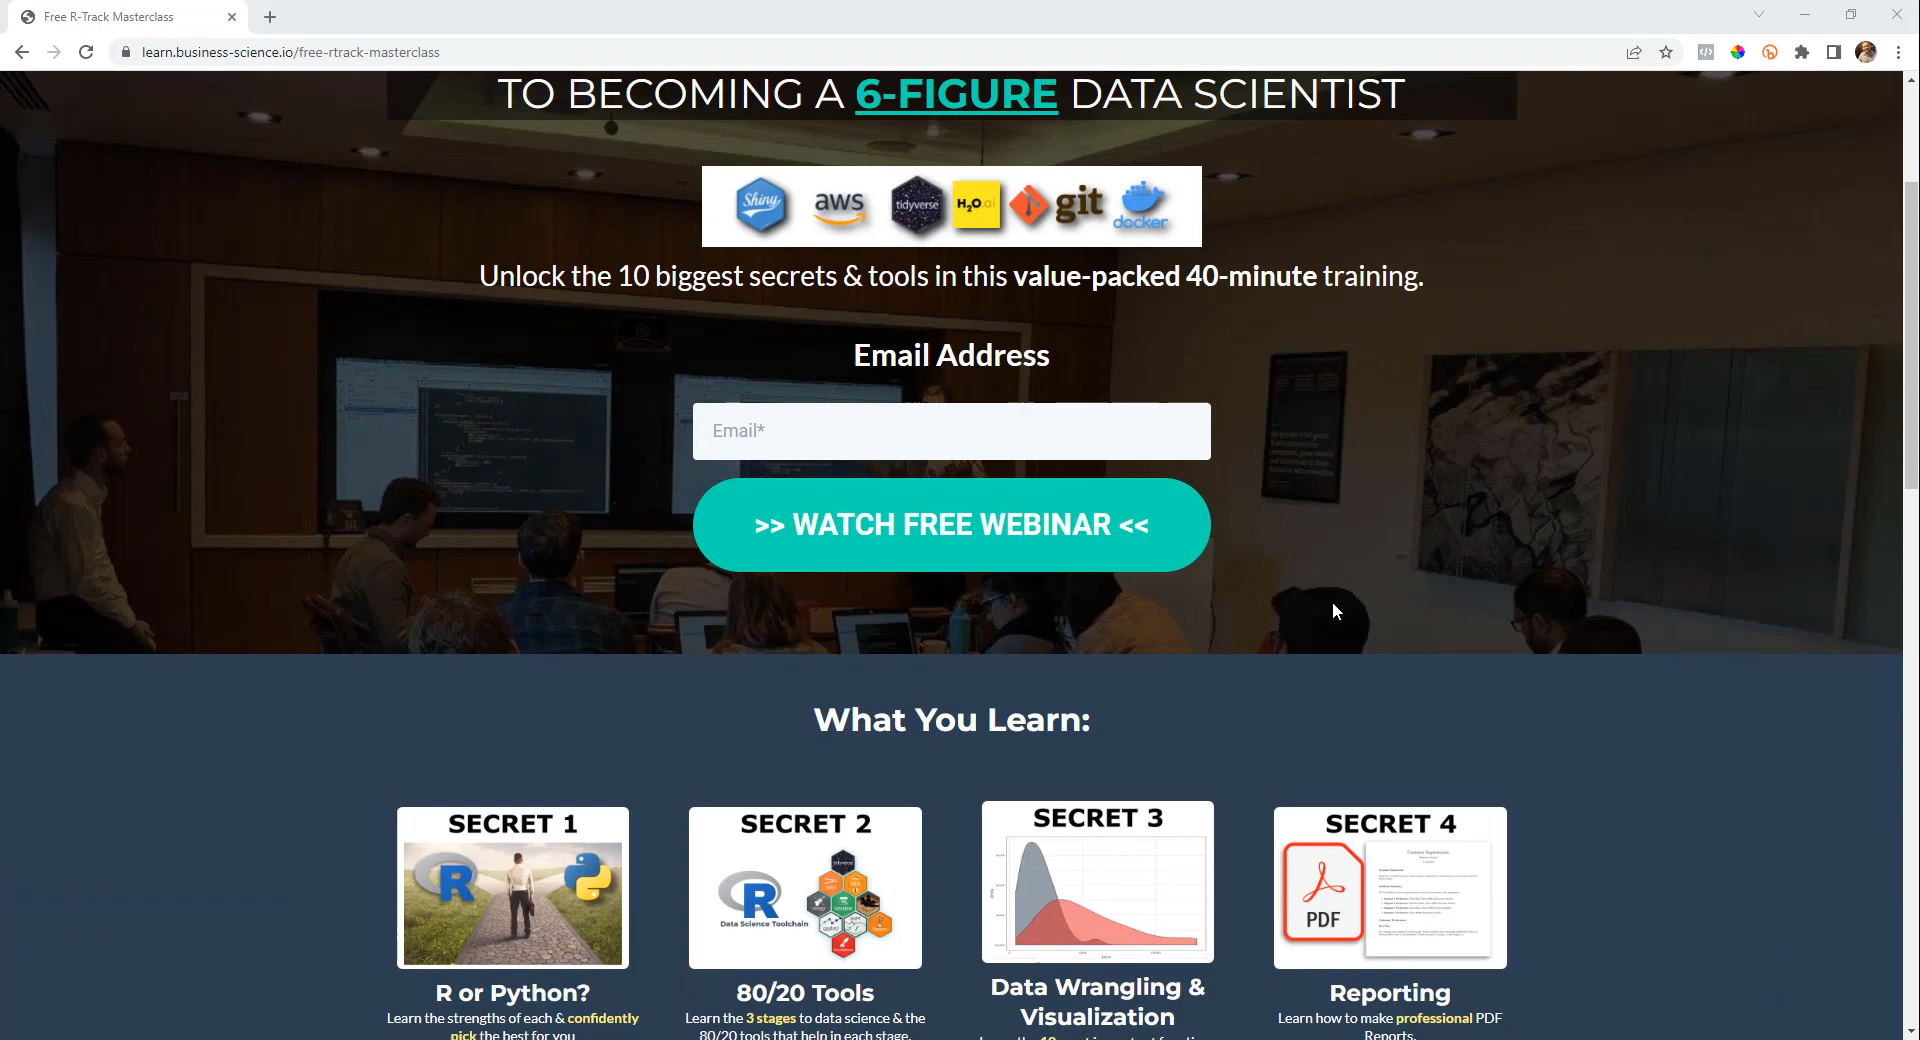 Free R-Track Masterclass
learn.business-science.io/free-rtrack-masterclass
TO BECOMING A 6-FIGURE DATA SCIENTIST
Shiny
aws
tidyverse
H2O.ai
git
docker
Unlock the 10 biggest secrets & tools in this value-packed 40-minute training.
Email Address
Email*
>> WATCH FREE WEBINAR <<
What You Learn:
SECRET 1
R
SECRET 2
tidyverse
R
Data Science Toolchain
SECRET 3
SECRET 4
PDF
R or Python?
Learn the strengths of each & confidently
pick the best for you
80/20 Tools
Learn the 3 stages to data science & the
80/20 tools that help in each stage.
Data Wrangling &
Visualization
Reporting
Learn how to make professional PDF
Reports.